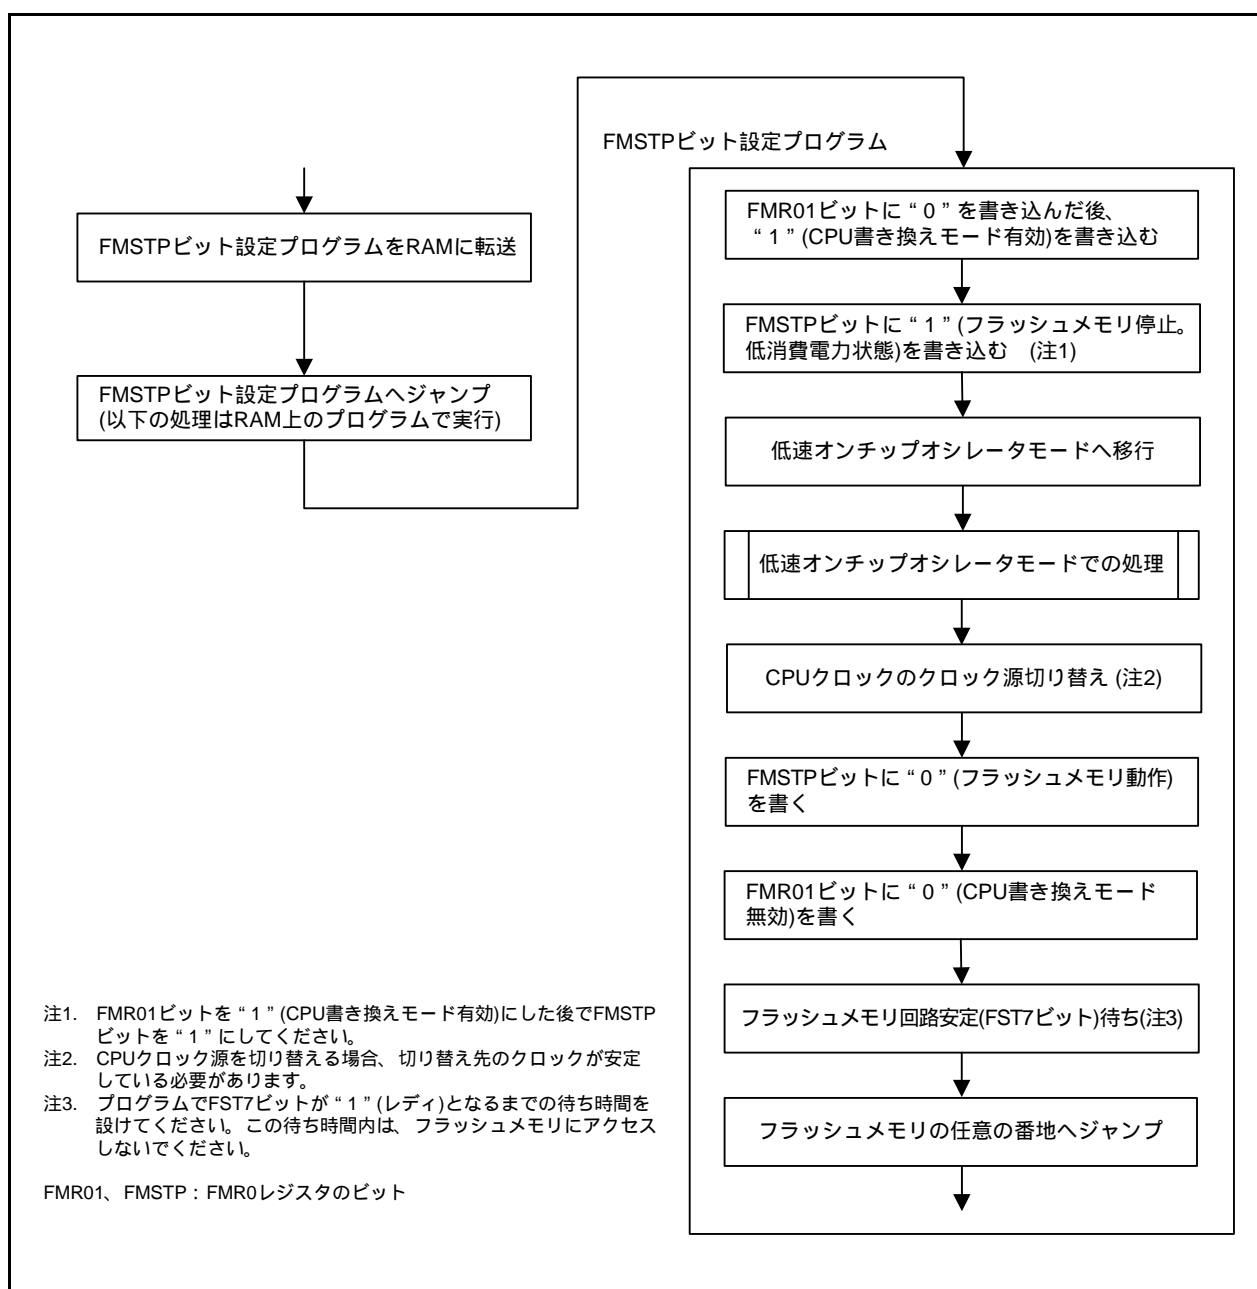 FMSTPビット設定プログラムをRAMに転送
FMSTPビット設定プログラムへジャンプ
(以下の処理はRAM上のプログラムで実行)
FMSTPビット設定プログラム
FMR01ビットに“0”を書き込んだ後、
“1”(CPU書き換えモード有効)を書き込む
FMSTPビットに“1”(フラッシュメモリ停止。
低消費電力状態)を書き込む (注1)
低速オンチップオシレータモードへ移行
低速オンチップオシレータモードでの処理
CPUクロックのクロック源切り替え (注2)
FMSTPビットに“0”(フラッシュメモリ動作)
を書く
FMR01ビットに“0”(CPU書き換えモード
無効)を書く
フラッシュメモリ回路安定(FST7ビット)待ち(注3)
フラッシュメモリの任意の番地へジャンプ
注1. FMR01ビットを“1”(CPU書き換えモード有効)にした後でFMSTP
ビットを“1”にしてください。
注2. CPUクロック源を切り替える場合、切り替え先のクロックが安定
している必要があります。
注3. プログラムでFST7ビットが“1”(レディ)となるまでの待ち時間を
設けてください。この待ち時間内は、フラッシュメモリにアクセス
しないでください。
FMR01、FMSTP：FMR0レジスタのビット